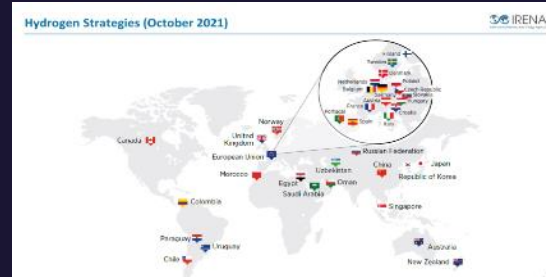 Hydrogen Strategies (October 2021)
IRENA
Finland
Sweden
Denmark
Netherlands
Poland
Belgium
Germany
Czech Republic
Slovakia
Austria
Hungary
France
Croatia
Portugal
Spain
Italy
Norway
United
Kingdom
Canada
European Union
Russian Federation
Morocco
Egypt
Uzbekistan
China
Japan
Republic of Korea
Saudi Arabia
Oman
Colombia
Singapore
Paraguay
Uruguay
Chile
Australia
New Zealand